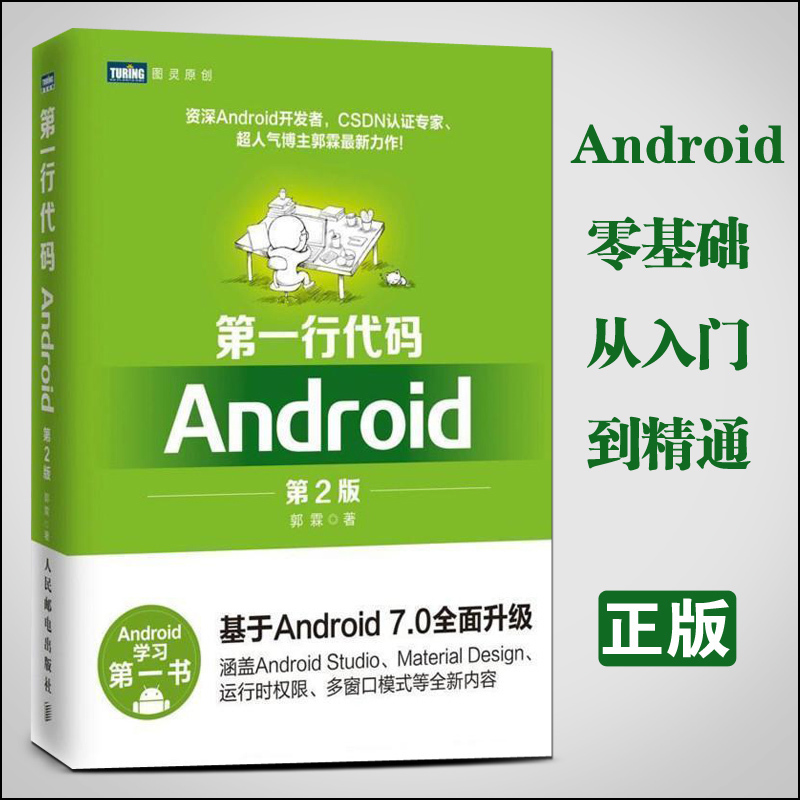 TURING 图灵原创
资深Android开发者，CSDN认证专家、
超人气博主郭霖最新力作！
第一行代码
Android
第2版
郭霖◎著
Android
学习
第一书
基于Android 7.0全面升级
涵盖Android Studio、Material Design、
运行时权限、多窗口模式等全新内容
第一行代码 Android 第2版 郭霖 著 人民邮电出版社
Android
零基础
从入门
到精通
正版